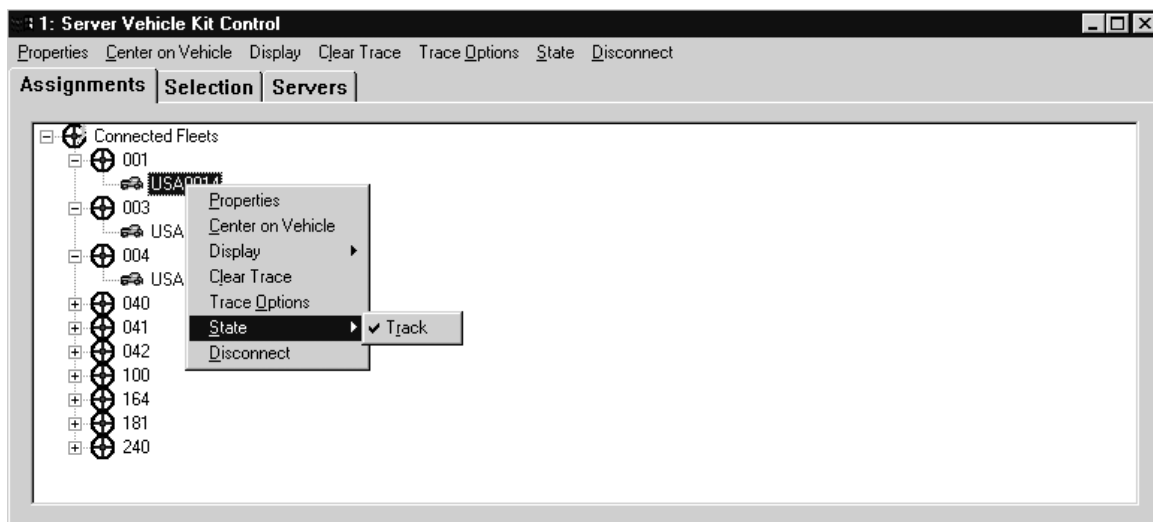 1: Server Vehicle Kit Control
Properties Center on Vehicle Display Clear Trace Trace Options State Disconnect
Assignments Selection Servers
Connected Fleets
001
USA0014
Properties
003
Center on Vehicle
USA
Display
004
Clear Trace
USA
Trace Options
040
State
Track
041
Disconnect
042
100
164
181
240